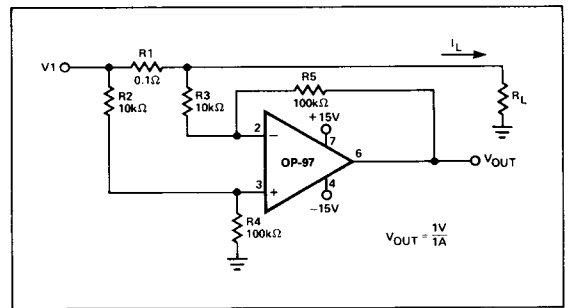 V1
R1
0.1Ω
I_L
R2
10kΩ
R3
10kΩ
R5
100kΩ
R_L
+15V
7
2
−
OP-97
6
V_OUT
3
+
4
−15V
R4
100kΩ
V_OUT = 1V/1A